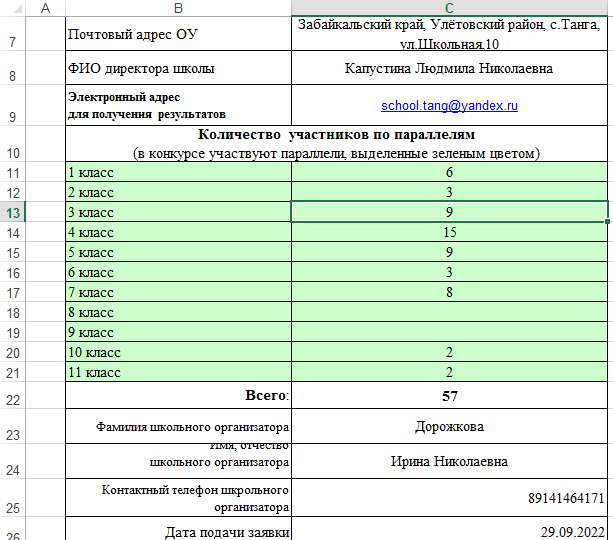 A B C
7 Почтовый адрес ОУ Забайкальский край, Улётовский район, с.Танга,
ул.Школьная,10
8 ФИО директора школы Капустина Людмила Николаевна
Электронный адрес
9 для получения результатов school.tang@yandex.ru
Количество участников по параллелям
10 (в конкурсе участвуют параллели, выделенные зеленым цветом)
11 1 класс 6
12 2 класс 3
13 3 класс 9
14 4 класс 15
15 5 класс 9
16 6 класс 3
17 7 класс 8
18 8 класс
19 9 класс
20 10 класс 2
21 11 класс 2
22 Всего: 57
23 Фамилия школьного организатора Дорожкова
Имя, отчество
24 школьного организатора Ирина Николаевна
Контактный телефон шкрольного
25 организатора 89141464171
26 Дата подачи заявки 29.09.2022